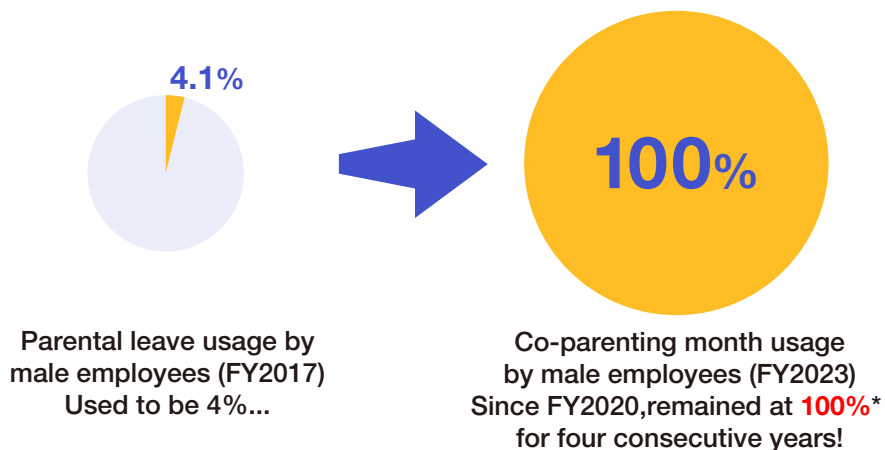 4.1%
100%
Parental leave usage by
male employees (FY2017)
Used to be 4%...
Co-parenting month usage
by male employees (FY2023)
Since FY2020,remained at 100%*
for four consecutive years!